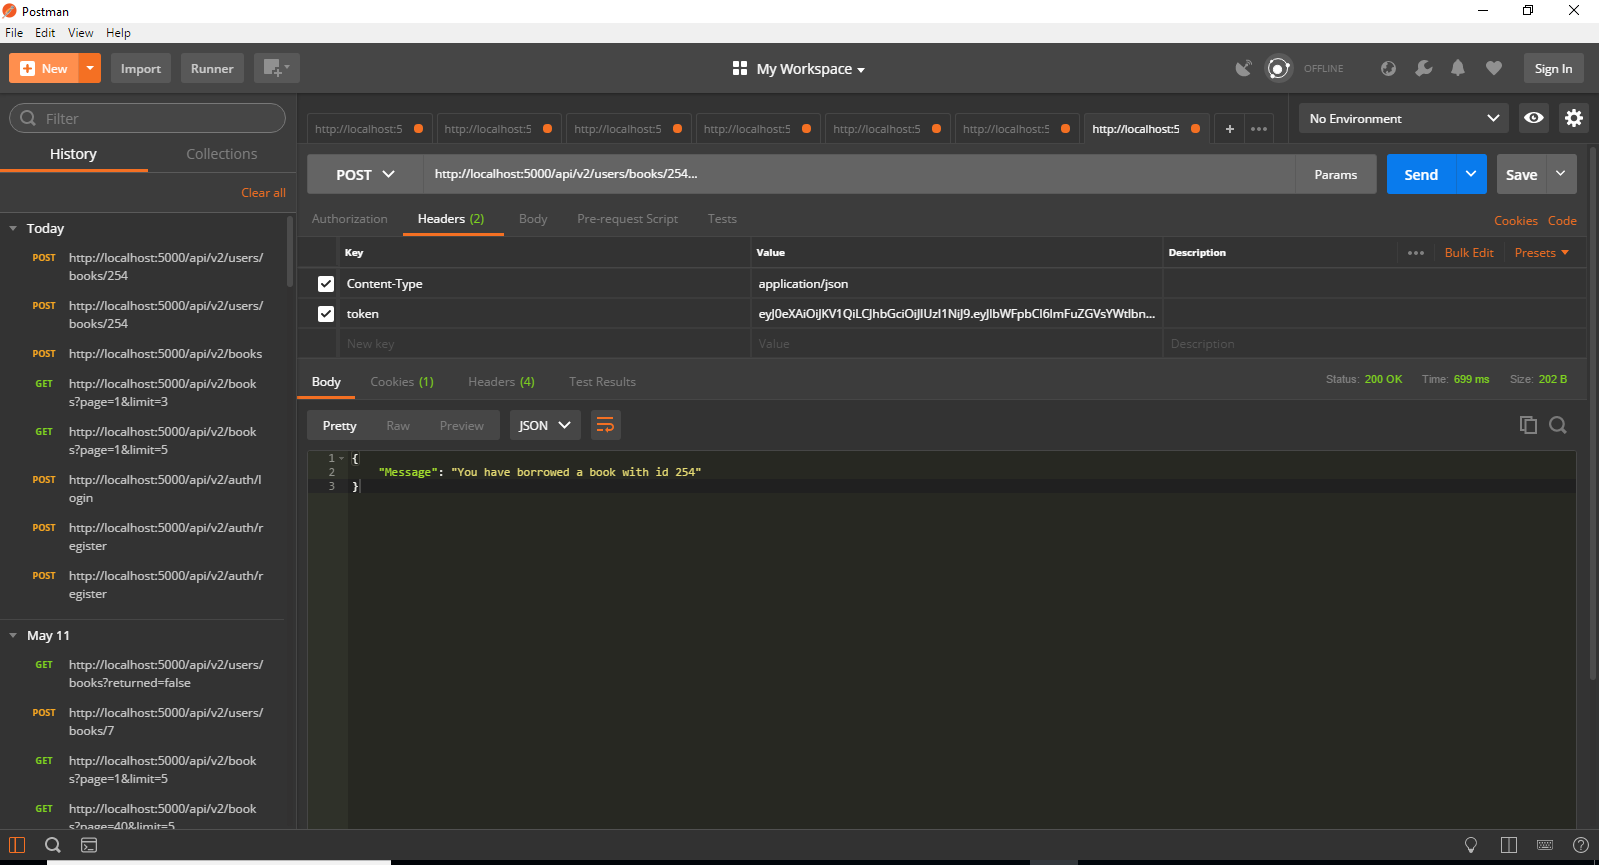 Postman
File Edit View Help
New Import Runner My Workspace OFFLINE Sign In
Filter
History Collections
Clear all
Today
POST http://localhost:5000/api/v2/users/
books/254
POST http://localhost:5000/api/v2/users/
books/254
POST http://localhost:5000/api/v2/books
GET http://localhost:5000/api/v2/book
s?page=1&limit=3
GET http://localhost:5000/api/v2/book
s?page=1&limit=5
POST http://localhost:5000/api/v2/auth/l
ogin
POST http://localhost:5000/api/v2/auth/r
egister
POST http://localhost:5000/api/v2/auth/r
egister
May 11
GET http://localhost:5000/api/v2/users/
books?returned=false
POST http://localhost:5000/api/v2/users/
books/7
GET http://localhost:5000/api/v2/book
s?page=1&limit=5
GET http://localhost:5000/api/v2/book
s?page=40&limit=5
http://localhost:5 http://localhost:5 http://localhost:5 http://localhost:5 http://localhost:5 http://localhost:5 http://localhost:5 + •••
No Environment
POST http://localhost:5000/api/v2/users/books/254... Params Send Save
Authorization Headers (2) Body Pre-request Script Tests Cookies Code
Key Value Description ••• Bulk Edit Presets
Content-Type application/json
token eyJ0eXAiOiJKV1QiLCJhbGciOiJIUzI1NiJ9.eyJlbWFpbCI6ImFuZGVsYWtlbn...
New key Value Description
Body Cookies (1) Headers (4) Test Results Status: 200 OK Time: 699 ms Size: 202 B
Pretty Raw Preview JSON
1 {
2 "Message": "You have borrowed a book with id 254"
3 }